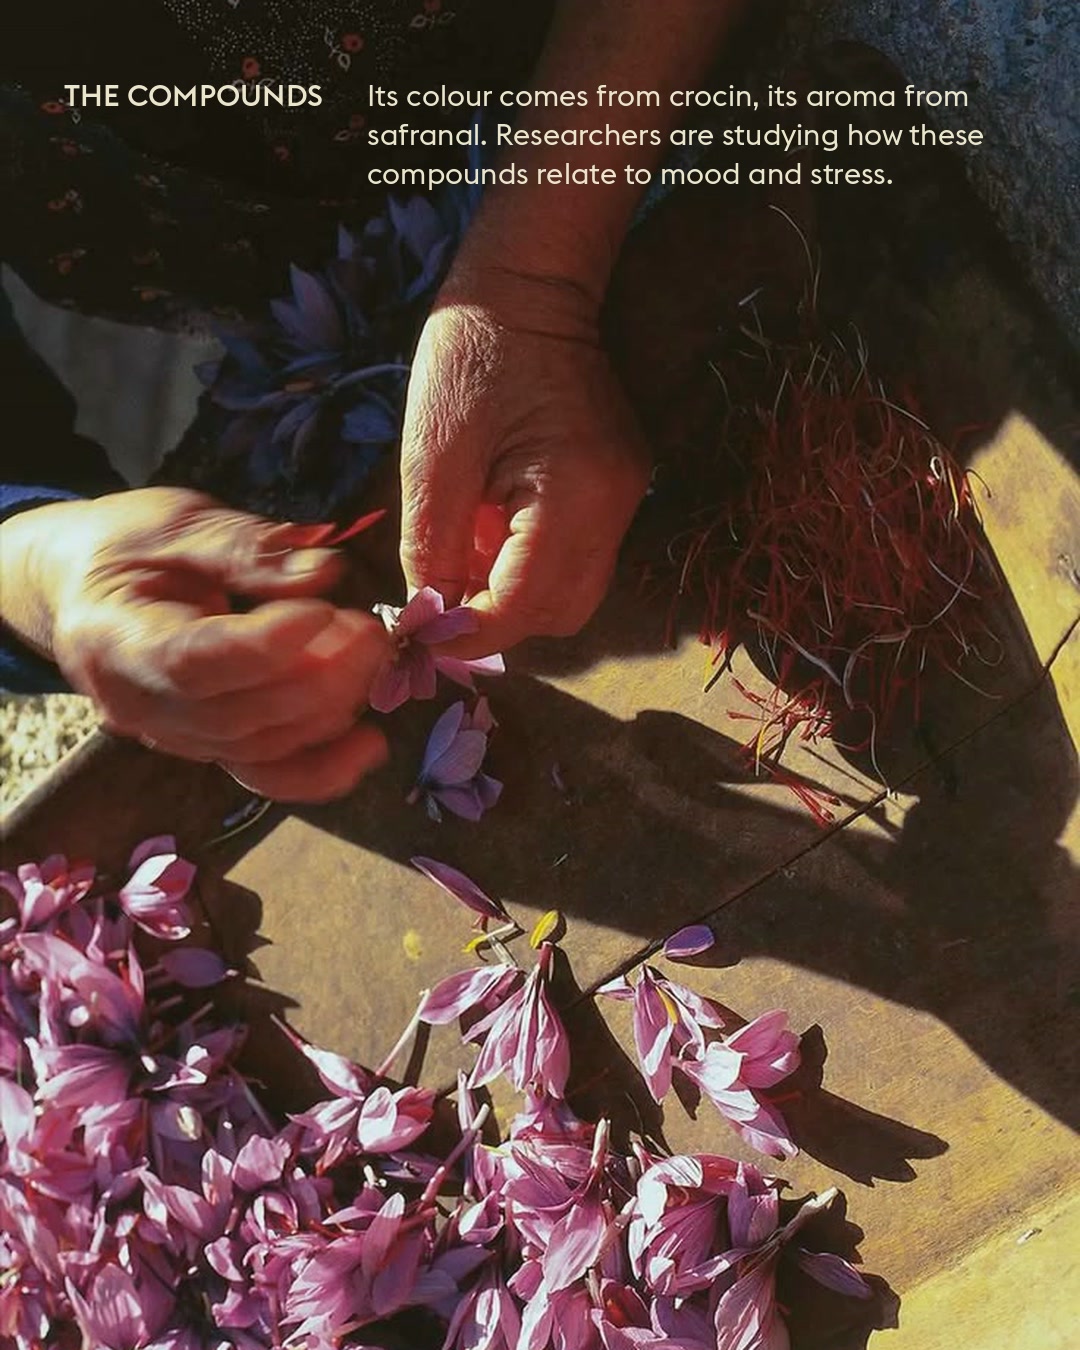 THE COMPOUNDS
Its colour comes from crocin, its aroma from
safranal. Researchers are studying how these
compounds relate to mood and stress.